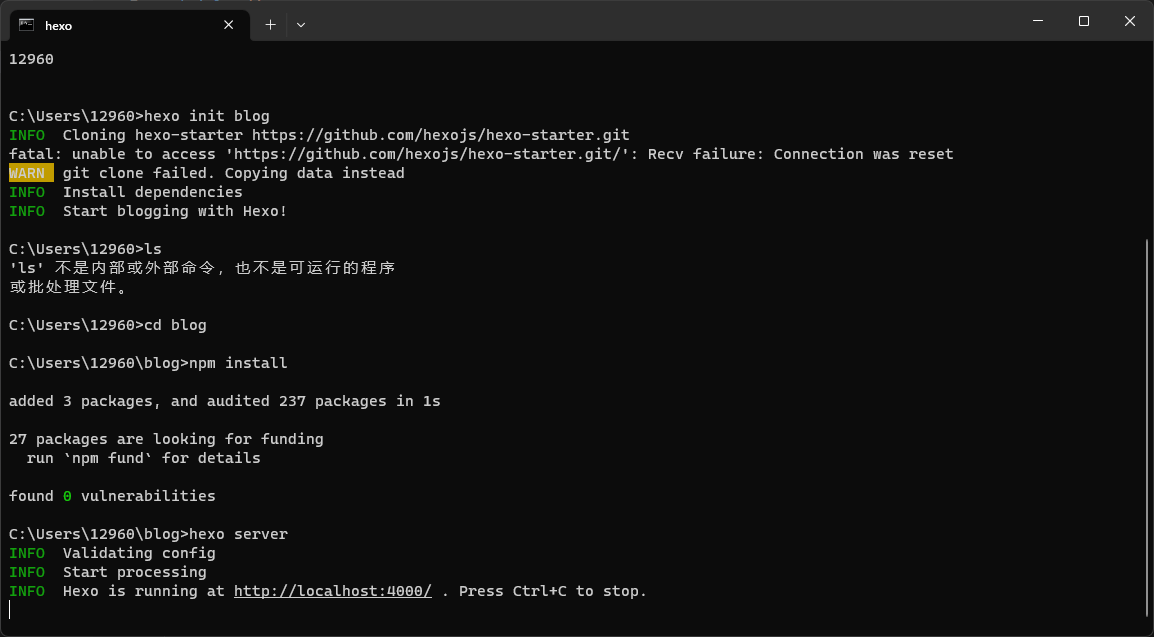 hexo
12960
C:\Users\12960>hexo init blog
INFO  Cloning hexo-starter https://github.com/hexojs/hexo-starter.git
fatal: unable to access 'https://github.com/hexojs/hexo-starter.git/': Recv failure: Connection was reset
WARN  git clone failed. Copying data instead
INFO  Install dependencies
INFO  Start blogging with Hexo!
C:\Users\12960>ls
'ls' 不是内部或外部命令，也不是可运行的程序
或批处理文件。
C:\Users\12960>cd blog
C:\Users\12960\blog>npm install
added 3 packages, and audited 237 packages in 1s
27 packages are looking for funding
  run `npm fund` for details
found 0 vulnerabilities
C:\Users\12960\blog>hexo server
INFO  Validating config
INFO  Start processing
INFO  Hexo is running at http://localhost:4000/ . Press Ctrl+C to stop.